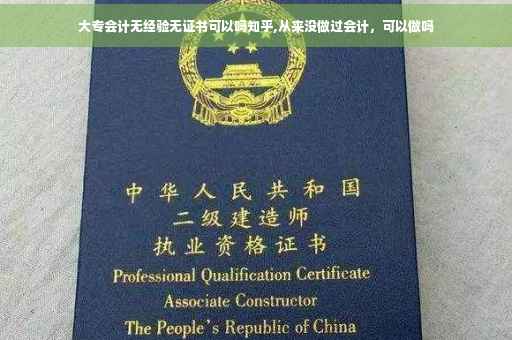 大专会计无经验无证书可以吗知乎,从来没做过会计，可以做吗
中华人民共和国
二级建造师
执业资格证书
Professional Qualification Certificate
Associate Constructor
The People's Republic of China